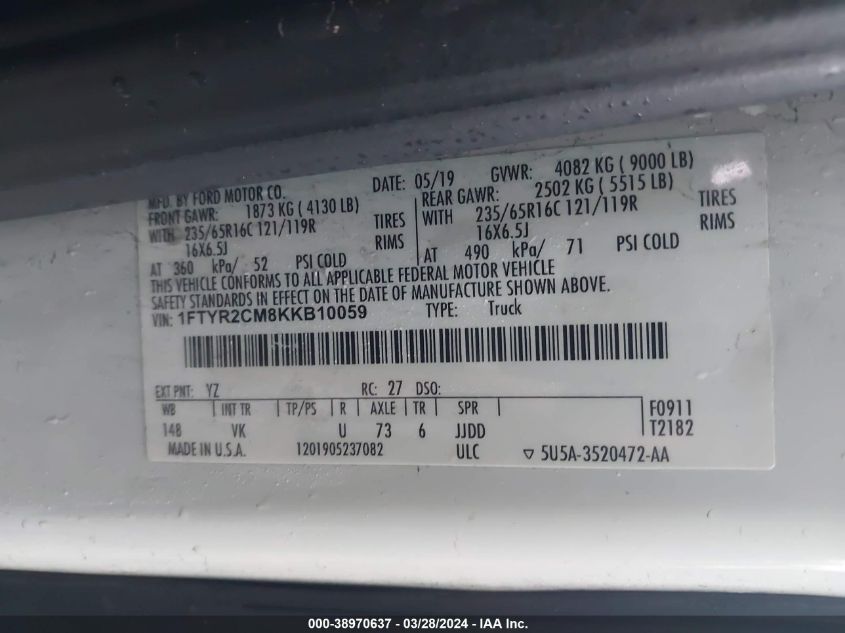 MFD. BY FORD MOTOR CO. DATE: 05/19 GVWR: 4082 KG ( 9000 LB)
FRONT GAWR: 1873 KG ( 4130 LB) REAR GAWR: 2502 KG ( 5515 LB)
WITH 235/65R16C 121/119R TIRES WITH 235/65R16C 121/119R TIRES
16X6.5J RIMS 16X6.5J RIMS
AT 360 kPa/ 52 PSI COLD AT 490 kPa/ 71 PSI COLD
THIS VEHICLE CONFORMS TO ALL APPLICABLE FEDERAL MOTOR VEHICLE
SAFETY STANDARDS IN EFFECT ON THE DATE OF MANUFACTURE SHOWN ABOVE.
VIN: 1FTYR2CM8KKB10059 TYPE: Truck
EXT PNT: YZ RC: 27 DSO:
WB INT TR TP/PS R AXLE TR SPR F0911
148 VK U 73 6 JJDD T2182
MADE IN U.S.A. 1201905237082 ULC ▽ 5U5A-3520472-AA
000-38970637 - 03/28/2024 - IAA Inc.